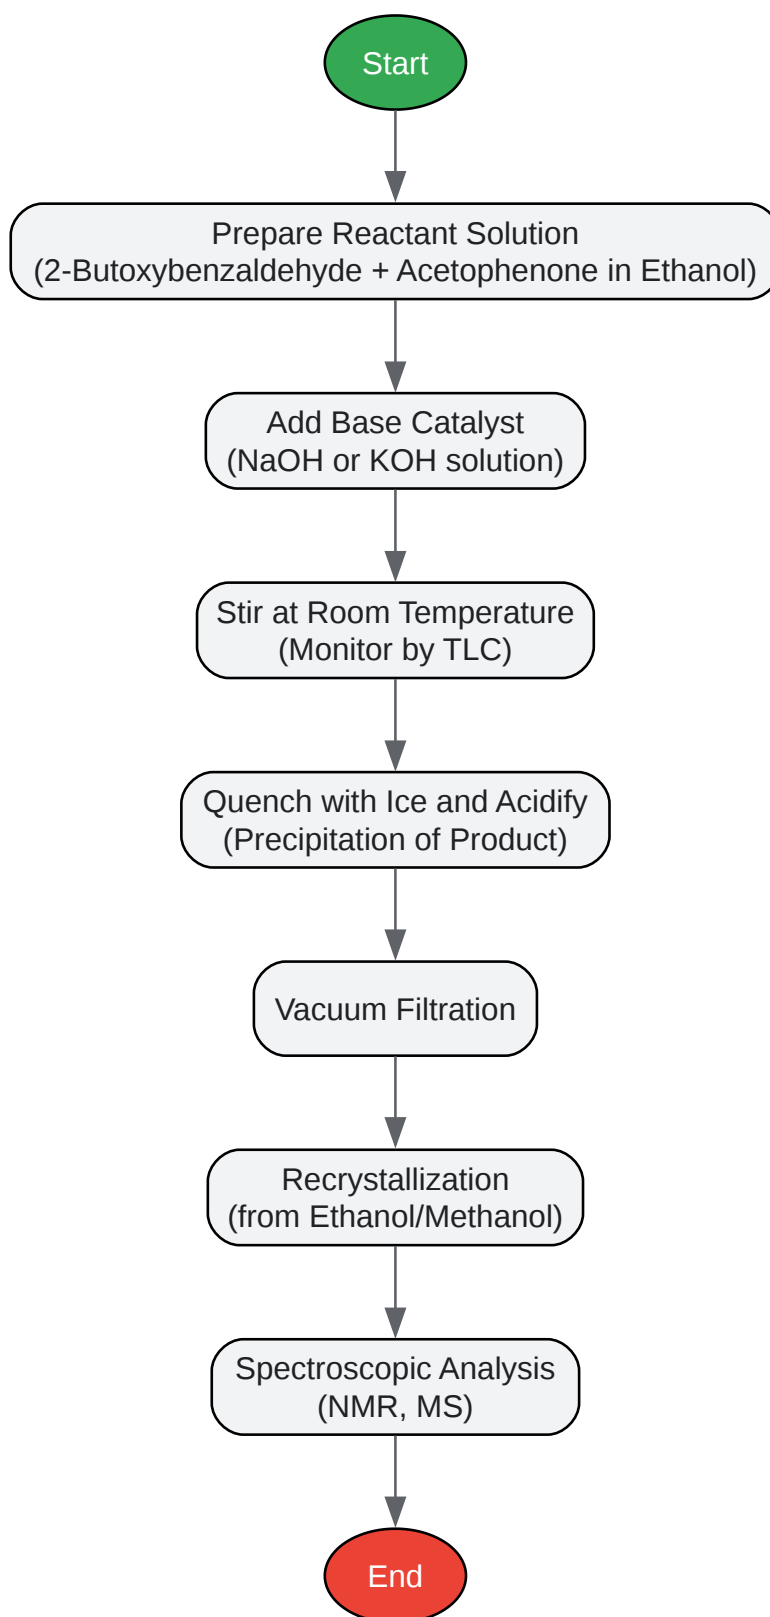 Start
Prepare Reactant Solution
(2-Butoxybenzaldehyde + Acetophenone in Ethanol)
Add Base Catalyst
(NaOH or KOH solution)
Stir at Room Temperature
(Monitor by TLC)
Quench with Ice and Acidify
(Precipitation of Product)
Vacuum Filtration
Recrystallization
(from Ethanol/Methanol)
Spectroscopic Analysis
(NMR, MS)
End